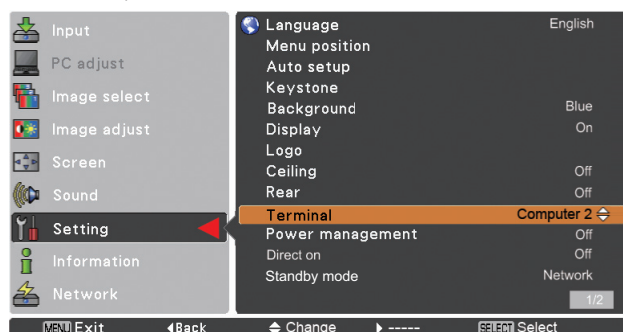 Input
PC adjust
Image select
Image adjust
Screen
Sound
Setting
Information
Network
Language English
Menu position
Auto setup
Keystone
Background Blue
Display On
Logo
Ceiling Off
Rear Off
Terminal Computer 2
Power management Off
Direct on Off
Standby mode Network
1/2
MENU Exit Back Change ----- SELECT Select